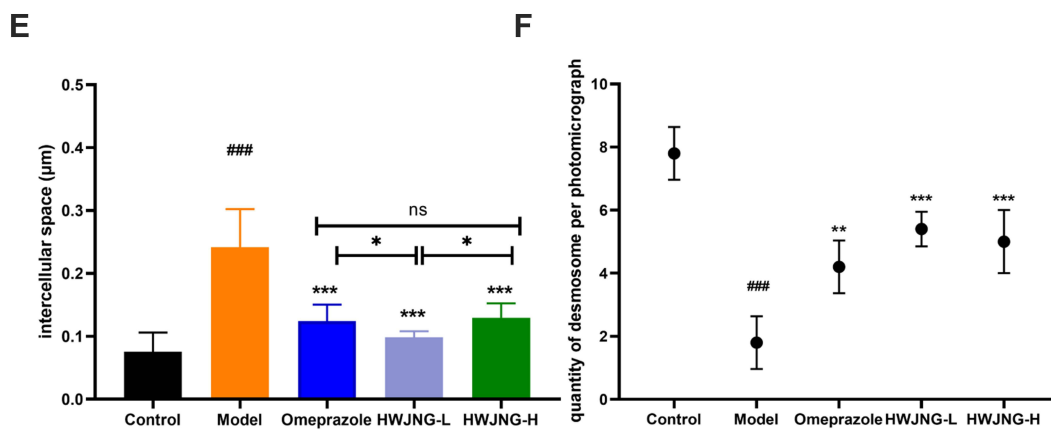 E
intercellular space (µm)
0.5
0.4
0.3
0.2
0.1
0.0
###
ns
*
*
***
***
***
Control
Model
Omeprazole
HWJNG-L
HWJNG-H
F
quantity of desmosome per photomicrograph
10
8
6
4
2
0
###
**
***
***
Control
Model
Omeprazole
HWJNG-L
HWJNG-H